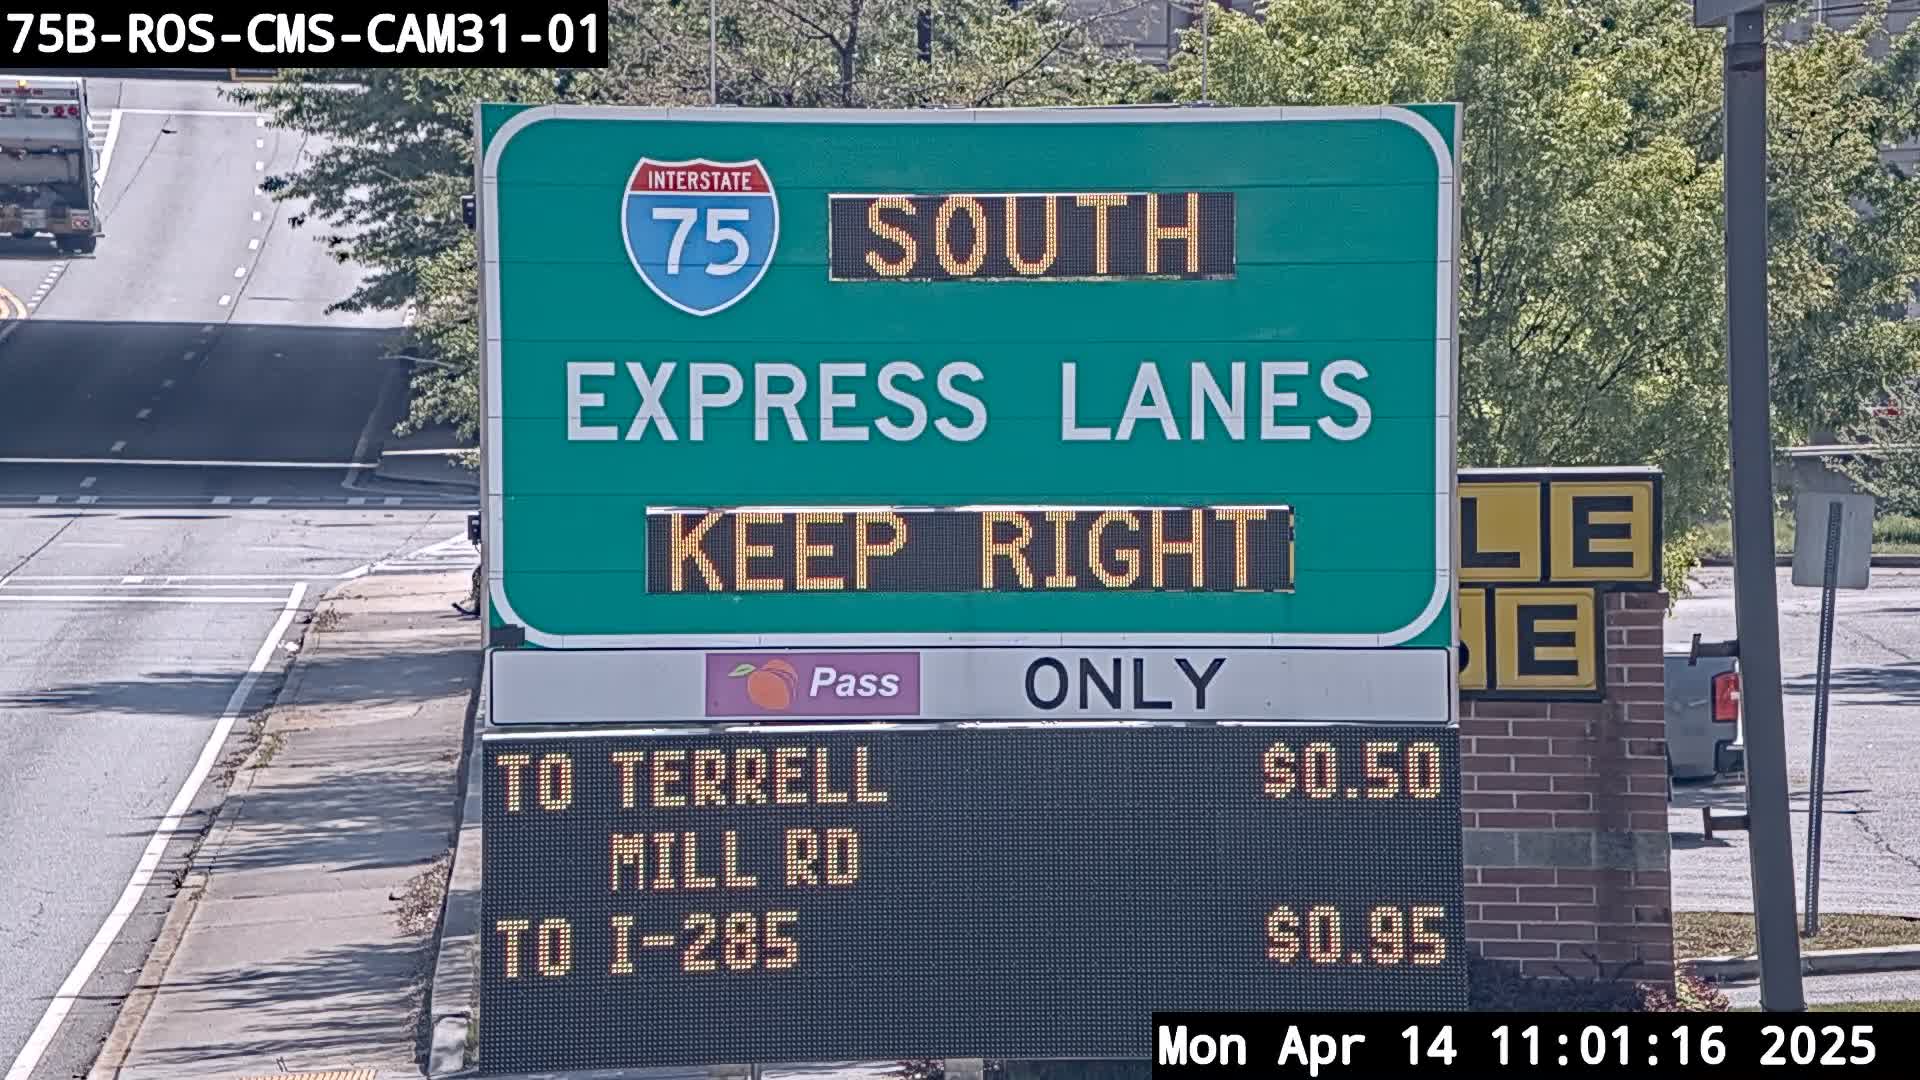 75B-ROS-CMS-CAM31-01
INTERSTATE
75
SOUTH
EXPRESS LANES
KEEP RIGHT
Pass ONLY
TO TERRELL $0.50
MILL RD
TO I-285 $0.95
LE
E
Mon Apr 14 11:01:16 2025